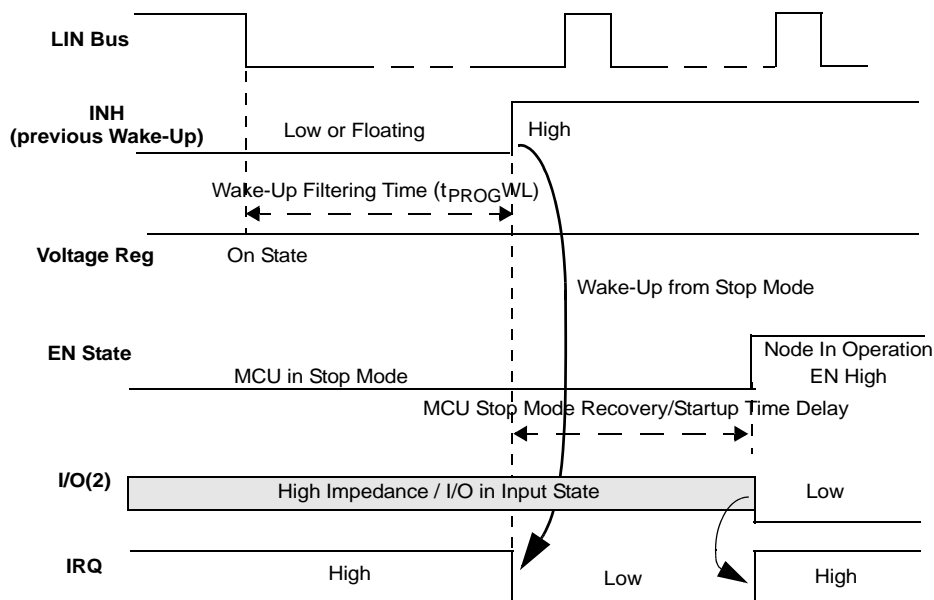 LIN Bus
INH
(previous Wake-Up)
Low or Floating
High
Wake-Up Filtering Time (tPROGWL)
Voltage Reg
On State
Wake-Up from Stop Mode
EN State
Node In Operation
EN High
MCU in Stop Mode
MCU Stop Mode Recovery/Startup Time Delay
I/O(2)
High Impedance / I/O in Input State
Low
IRQ
High
Low
High